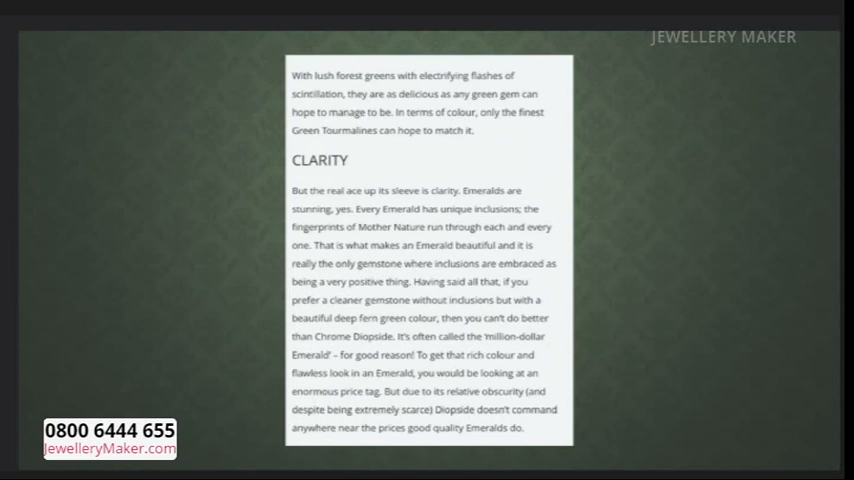 JEWELLERY MAKER
With lush forest greens with electrifying flashes of
scintillation, they are as delicious as any green gem can
hope to manage to be. In terms of colour, only the finest
Green Tourmalines can hope to match it.
CLARITY
But the real ace up its sleeve is clarity. Emeralds are
stunning, yes. Every Emerald has unique inclusions; the
fingerprints of Mother Nature run through each and every
one. That is what makes an Emerald beautiful and it is
really the only gemstone where inclusions are embraced as
being a very positive thing. Having said all that, if you
prefer a cleaner gemstone without inclusions but with a
beautiful deep fern green colour, then you can't do better
than Chrome Diopside. It's often called the 'million-dollar
Emerald' – for good reason! To get that rich colour and
flawless look in an Emerald, you would be looking at an
enormous price tag. But due to its relative obscurity (and
despite being extremely scarce) Diopside doesn't command
anywhere near the prices good quality Emeralds do.
0800 6444 655
JewelleryMaker.com